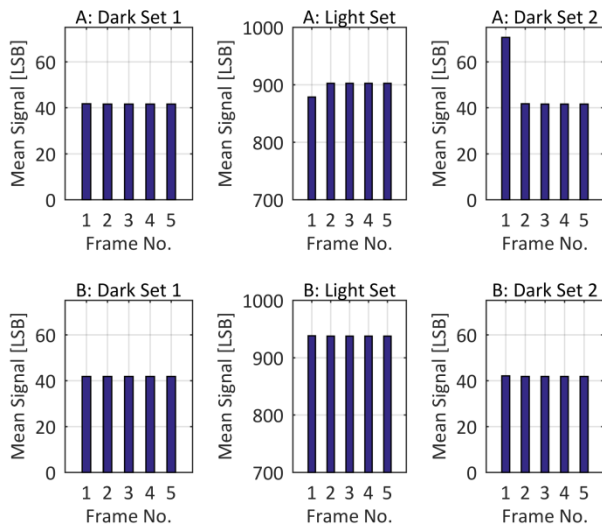 A: Dark Set 1
A: Light Set
A: Dark Set 2
Mean Signal [LSB]
60
40
20
0
1 2 3 4 5
Frame No.
Mean Signal [LSB]
1000
900
800
700
1 2 3 4 5
Frame No.
Mean Signal [LSB]
60
40
20
0
1 2 3 4 5
Frame No.
B: Dark Set 1
B: Light Set
B: Dark Set 2
Mean Signal [LSB]
60
40
20
0
1 2 3 4 5
Frame No.
Mean Signal [LSB]
1000
900
800
700
1 2 3 4 5
Frame No.
Mean Signal [LSB]
60
40
20
0
1 2 3 4 5
Frame No.